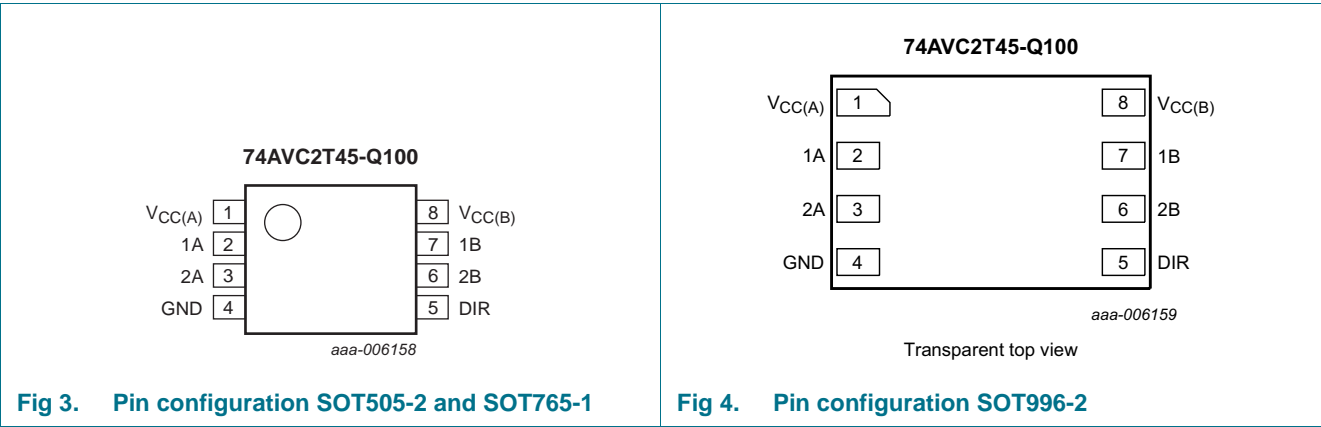 74AVC2T45-Q100
VCC(A) 1 8 VCC(B)
1A 2 7 1B
2A 3 6 2B
GND 4 5 DIR
aaa-006158
Fig 3. Pin configuration SOT505-2 and SOT765-1
74AVC2T45-Q100
VCC(A) 1 8 VCC(B)
1A 2 7 1B
2A 3 6 2B
GND 4 5 DIR
aaa-006159
Transparent top view
Fig 4. Pin configuration SOT996-2